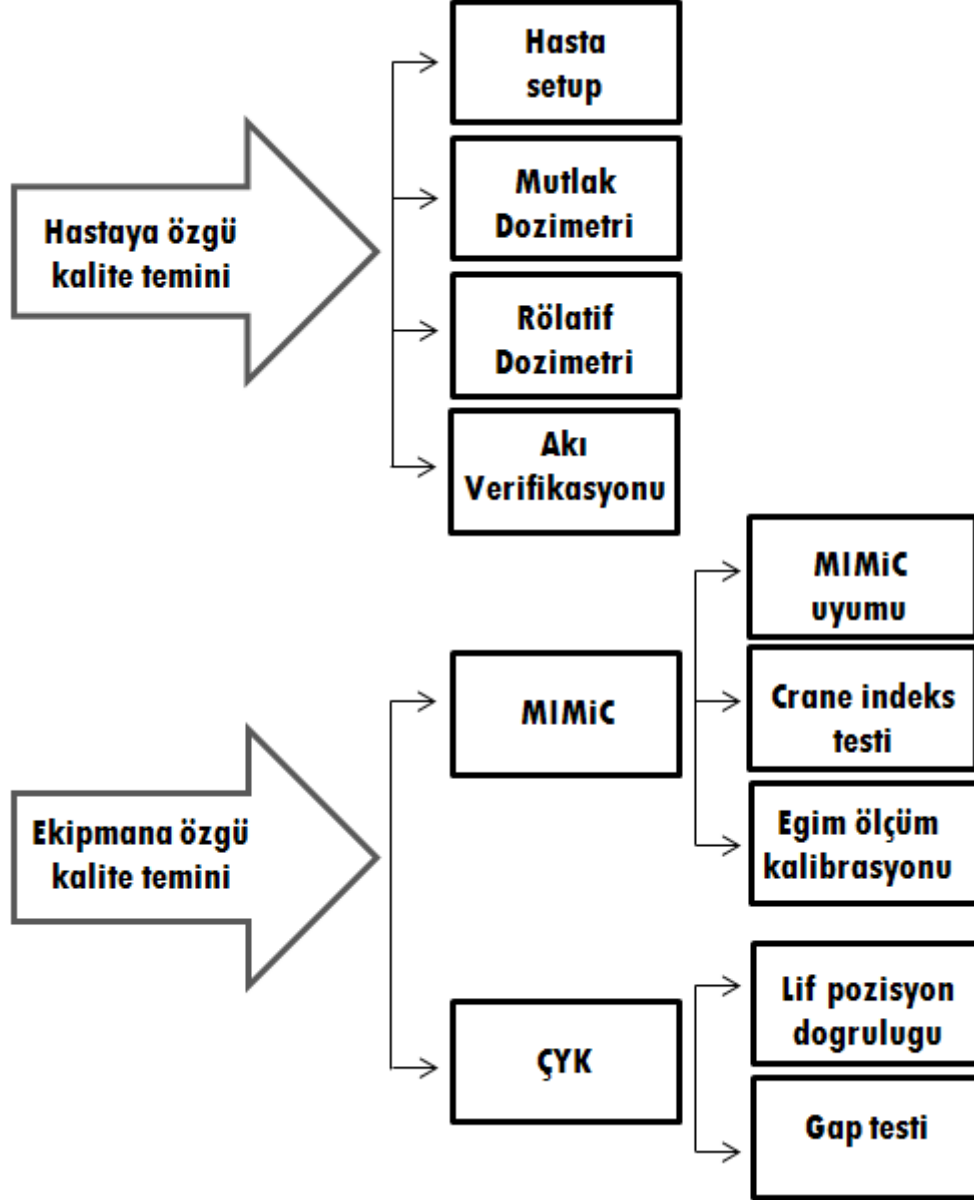 Hasta
setup
Mutlak
Dozimetri
Hastaya özgü
kalite temini
Rölatif
Dozimetri
Akı
Verifikasyonu
MIMiC
uyumu
MIMiC
Crane indeks
testi
Ekipmana özgü
kalite temini
Egim ölçüm
kalibrasyonu
Lif pozisyon
dogrulugu
ÇYK
Gap testi